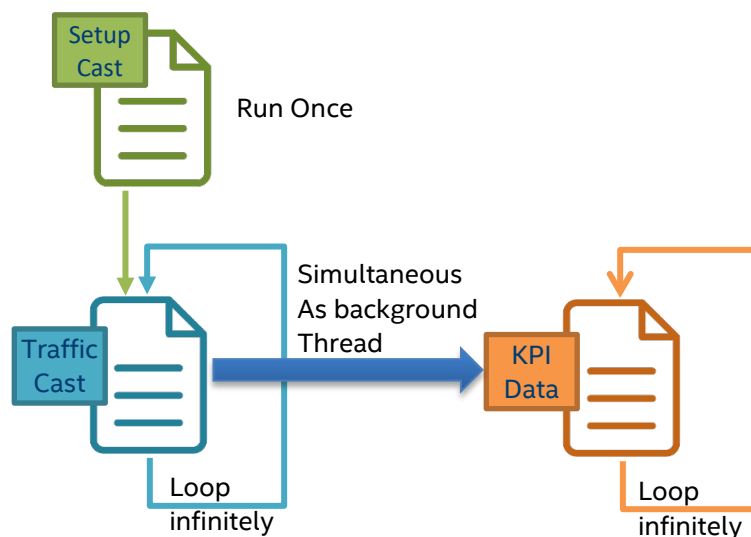 Setup
Cast
Run Once
Simultaneous
As background
Thread
Traffic
Cast
KPI
Data
Loop
infinitely
Loop
infinitely